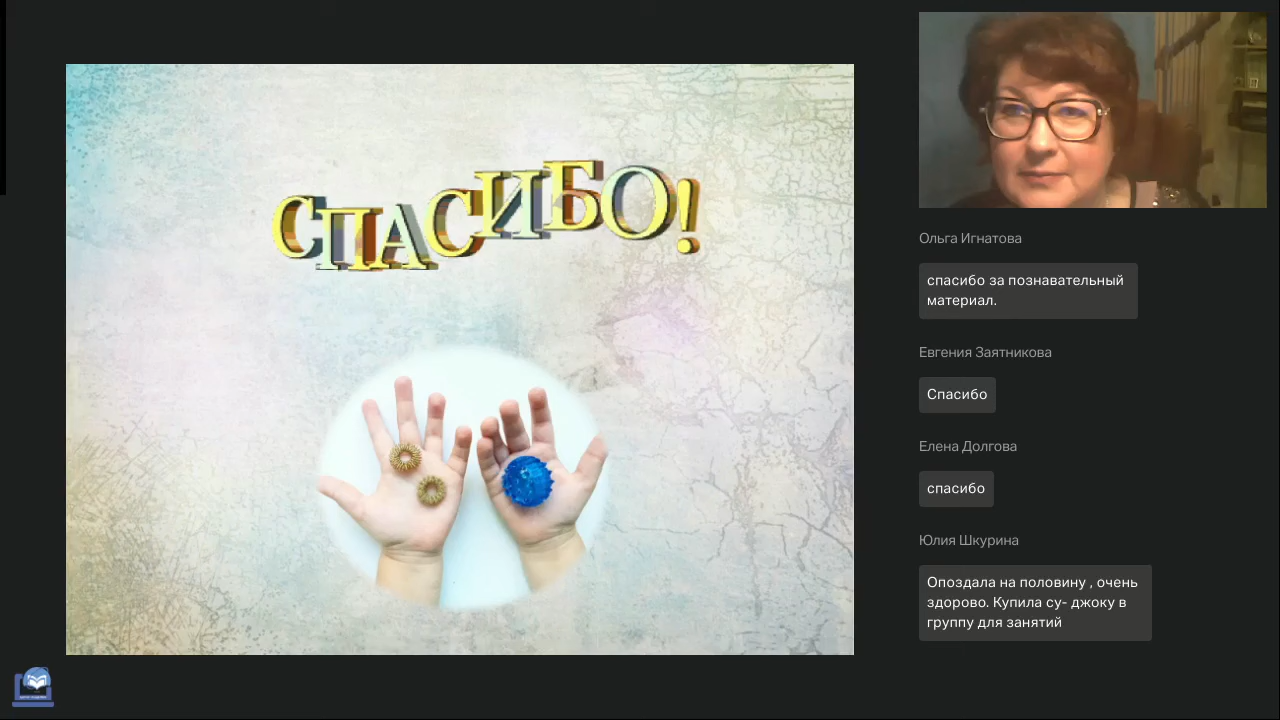 СПАСИБО!
Ольга Игнатова
спасибо за познавательный
материал.
Евгения Заятникова
Спасибо
Елена Долгова
спасибо
Юлия Шкурина
Опоздала на половину , очень
здорово. Купила су- джоку в
группу для занятий